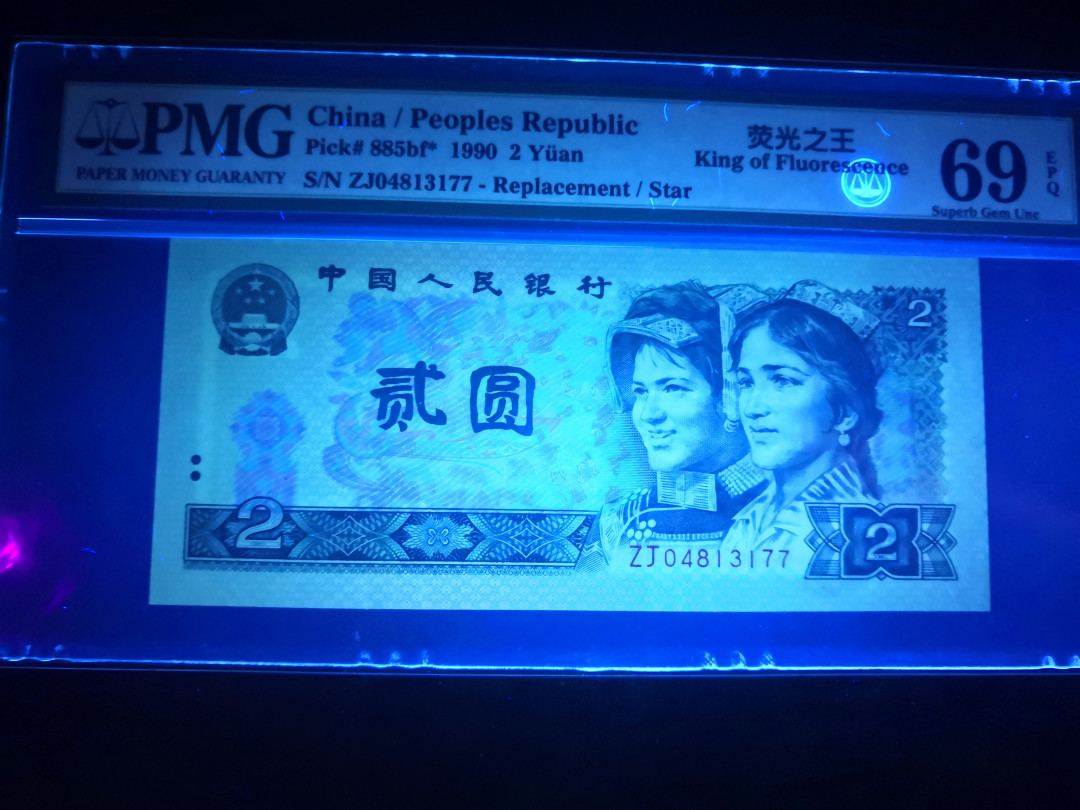 PMG
PAPER MONEY GUARANTY
China / Peoples Republic
Pick# 885bf* 1990 2 Yüan
S/N ZJ04813177 - Replacement / Star
荧光之王
King of Fluorescence
69
EPQ
Superb Gem Unc
中国人民银行
2
贰圆
2
ZJ04813177
2